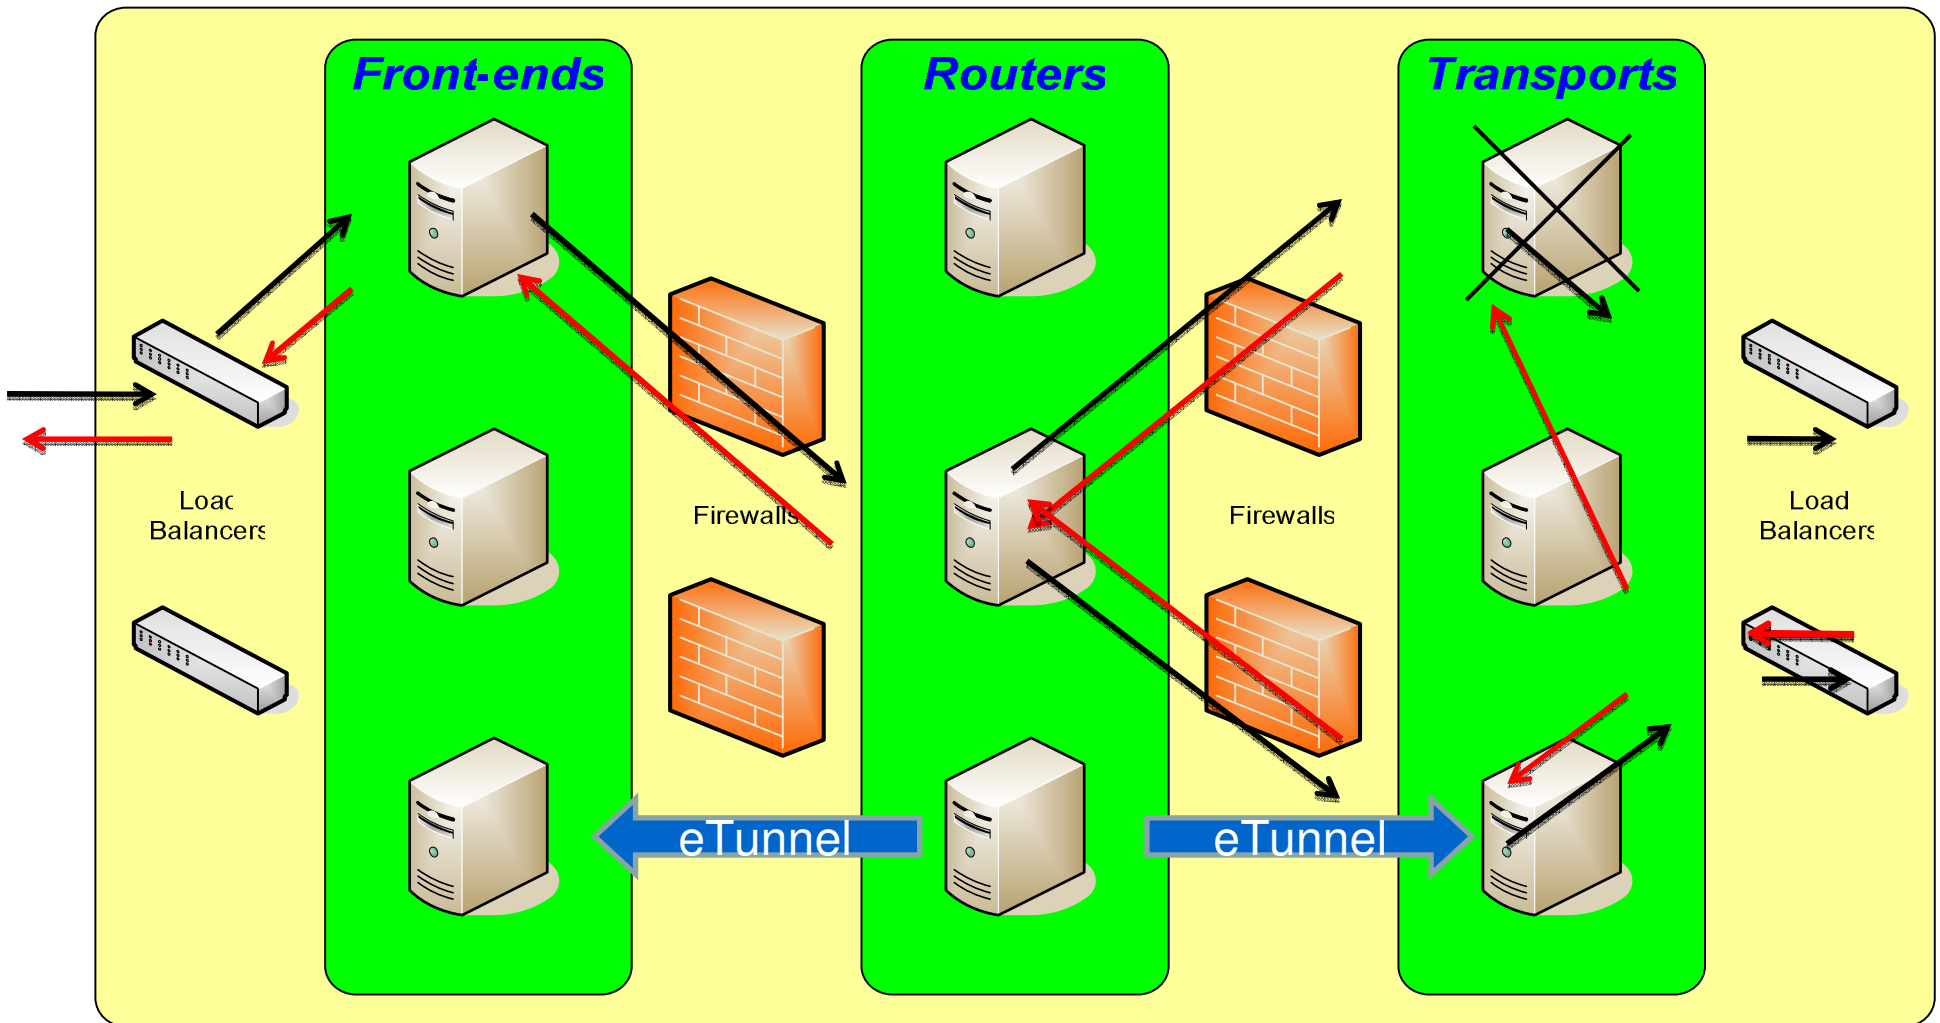 Front-ends
Routers
Transports
Load
Balancers
Firewalls
Firewalls
Load
Balancers
eTunnel
eTunnel